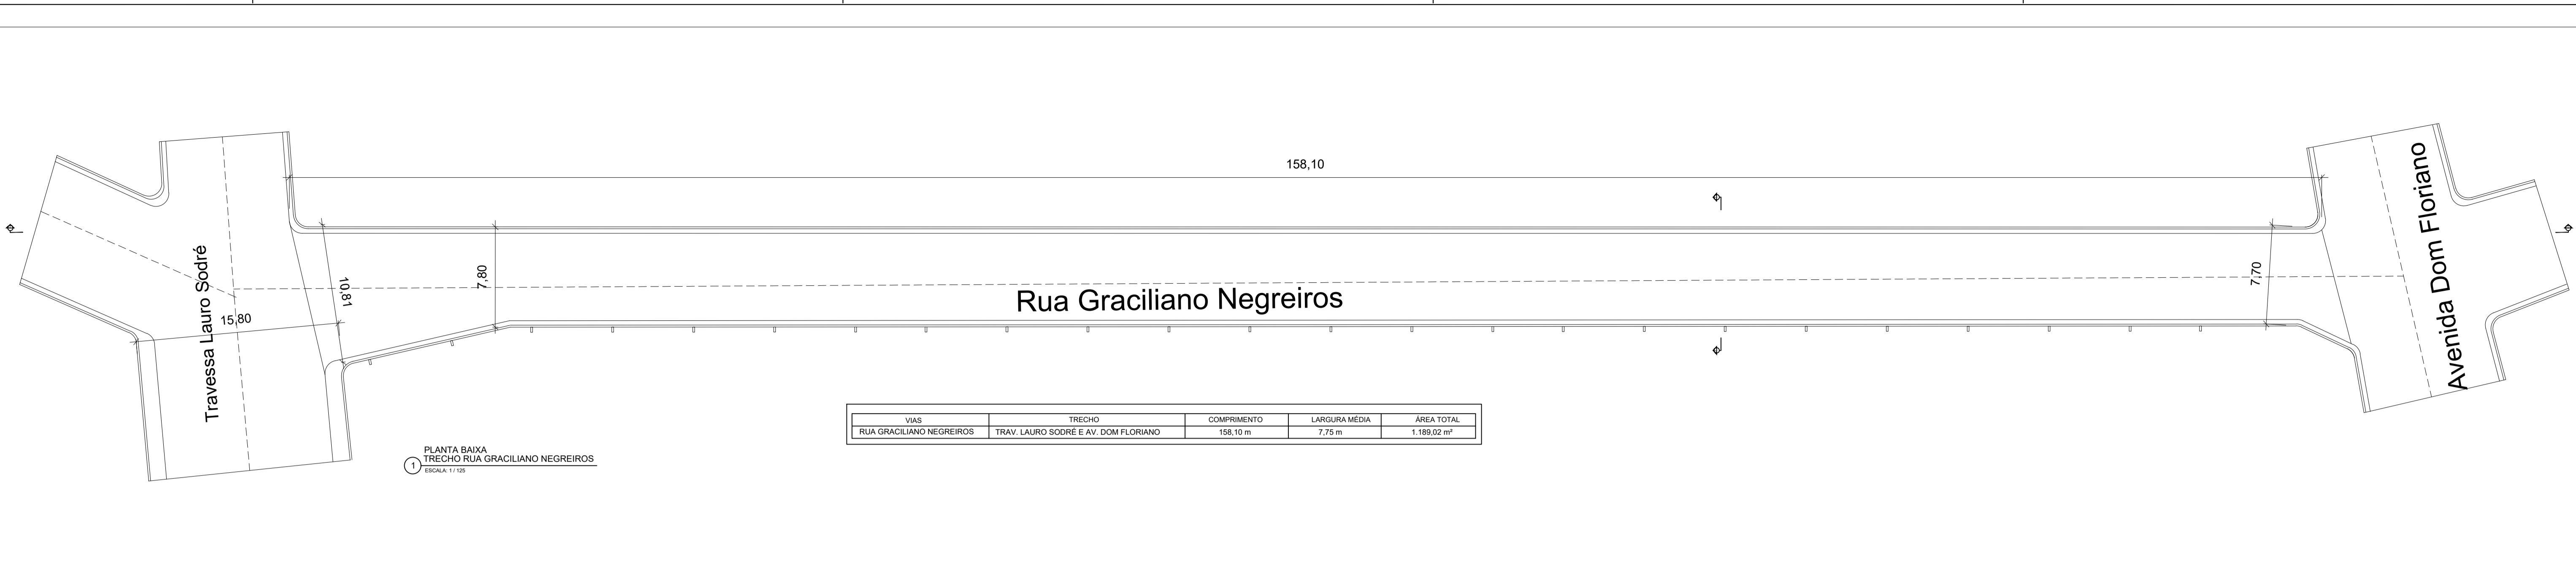 158,10
Travessa Lauro Sodré
15,80
10,81
7,80
Rua Graciliano Negreiros
7,70
Avenida Dom Floriano
VIAS TRECHO COMPRIMENTO LARGURA MÉDIA ÁREA TOTAL
RUA GRACILIANO NEGREIROS TRAV. LAURO SODRÉ E AV. DOM FLORIANO 158,10 m 7,75 m 1.189,02 m²
PLANTA BAIXA
1 TRECHO RUA GRACILIANO NEGREIROS
ESCALA: 1 / 125